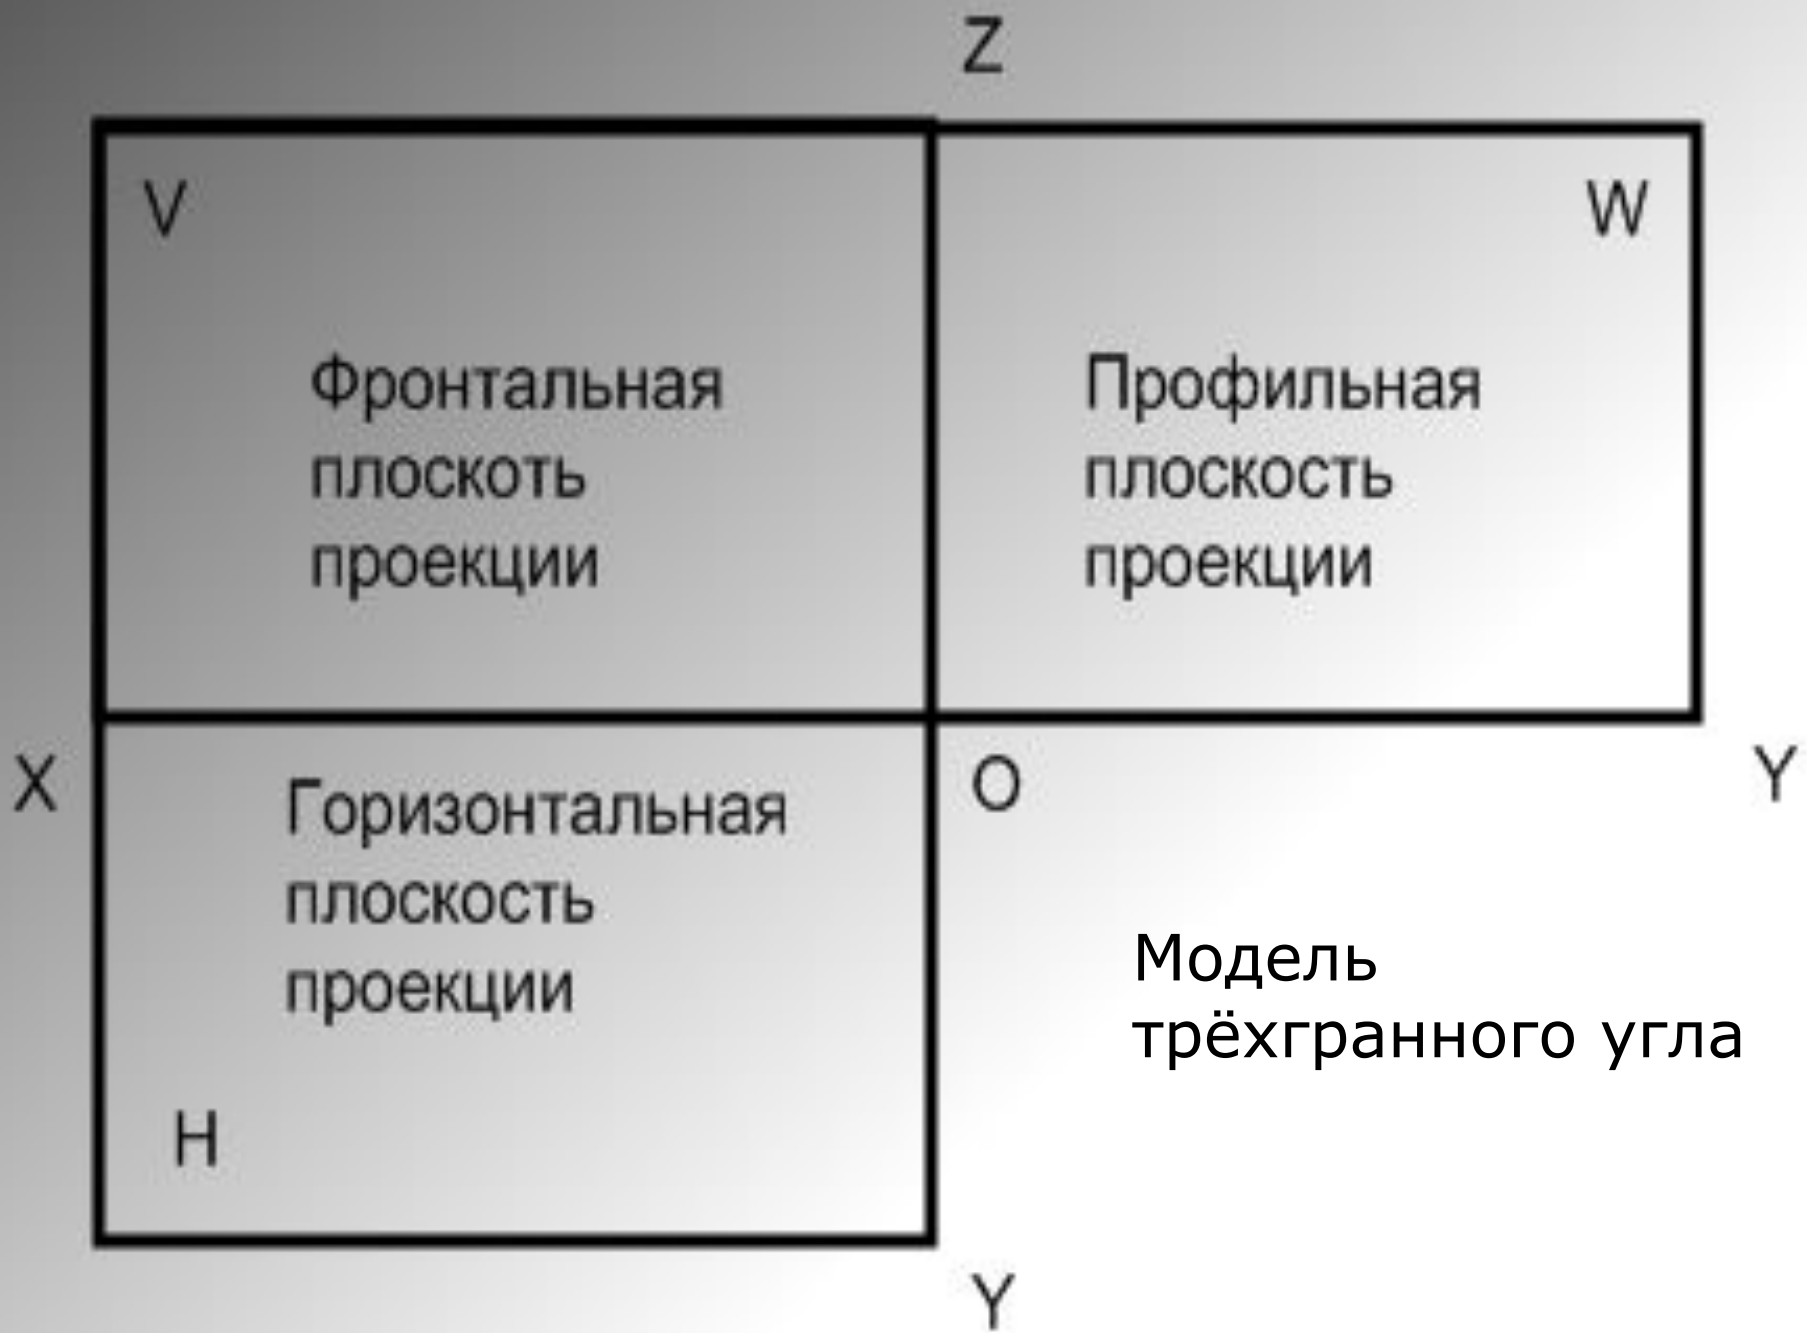 Z
V
W
Фронтальная
плоскоть
проекции
Профильная
плоскость
проекции
X
O
Y
Горизонтальная
плоскость
проекции
Модель
трёхгранного угла
H
Y